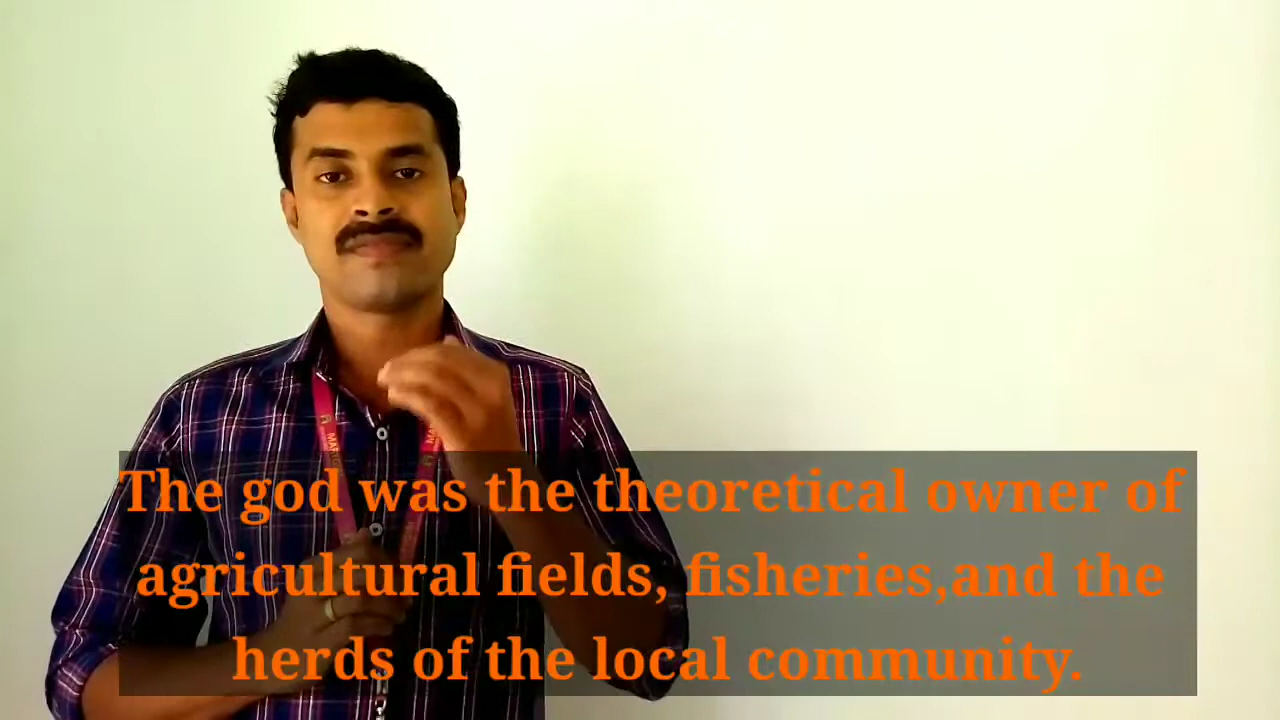 The god was the theoretical owner of
agricultural fields, fisheries,and the
herds of the local community.